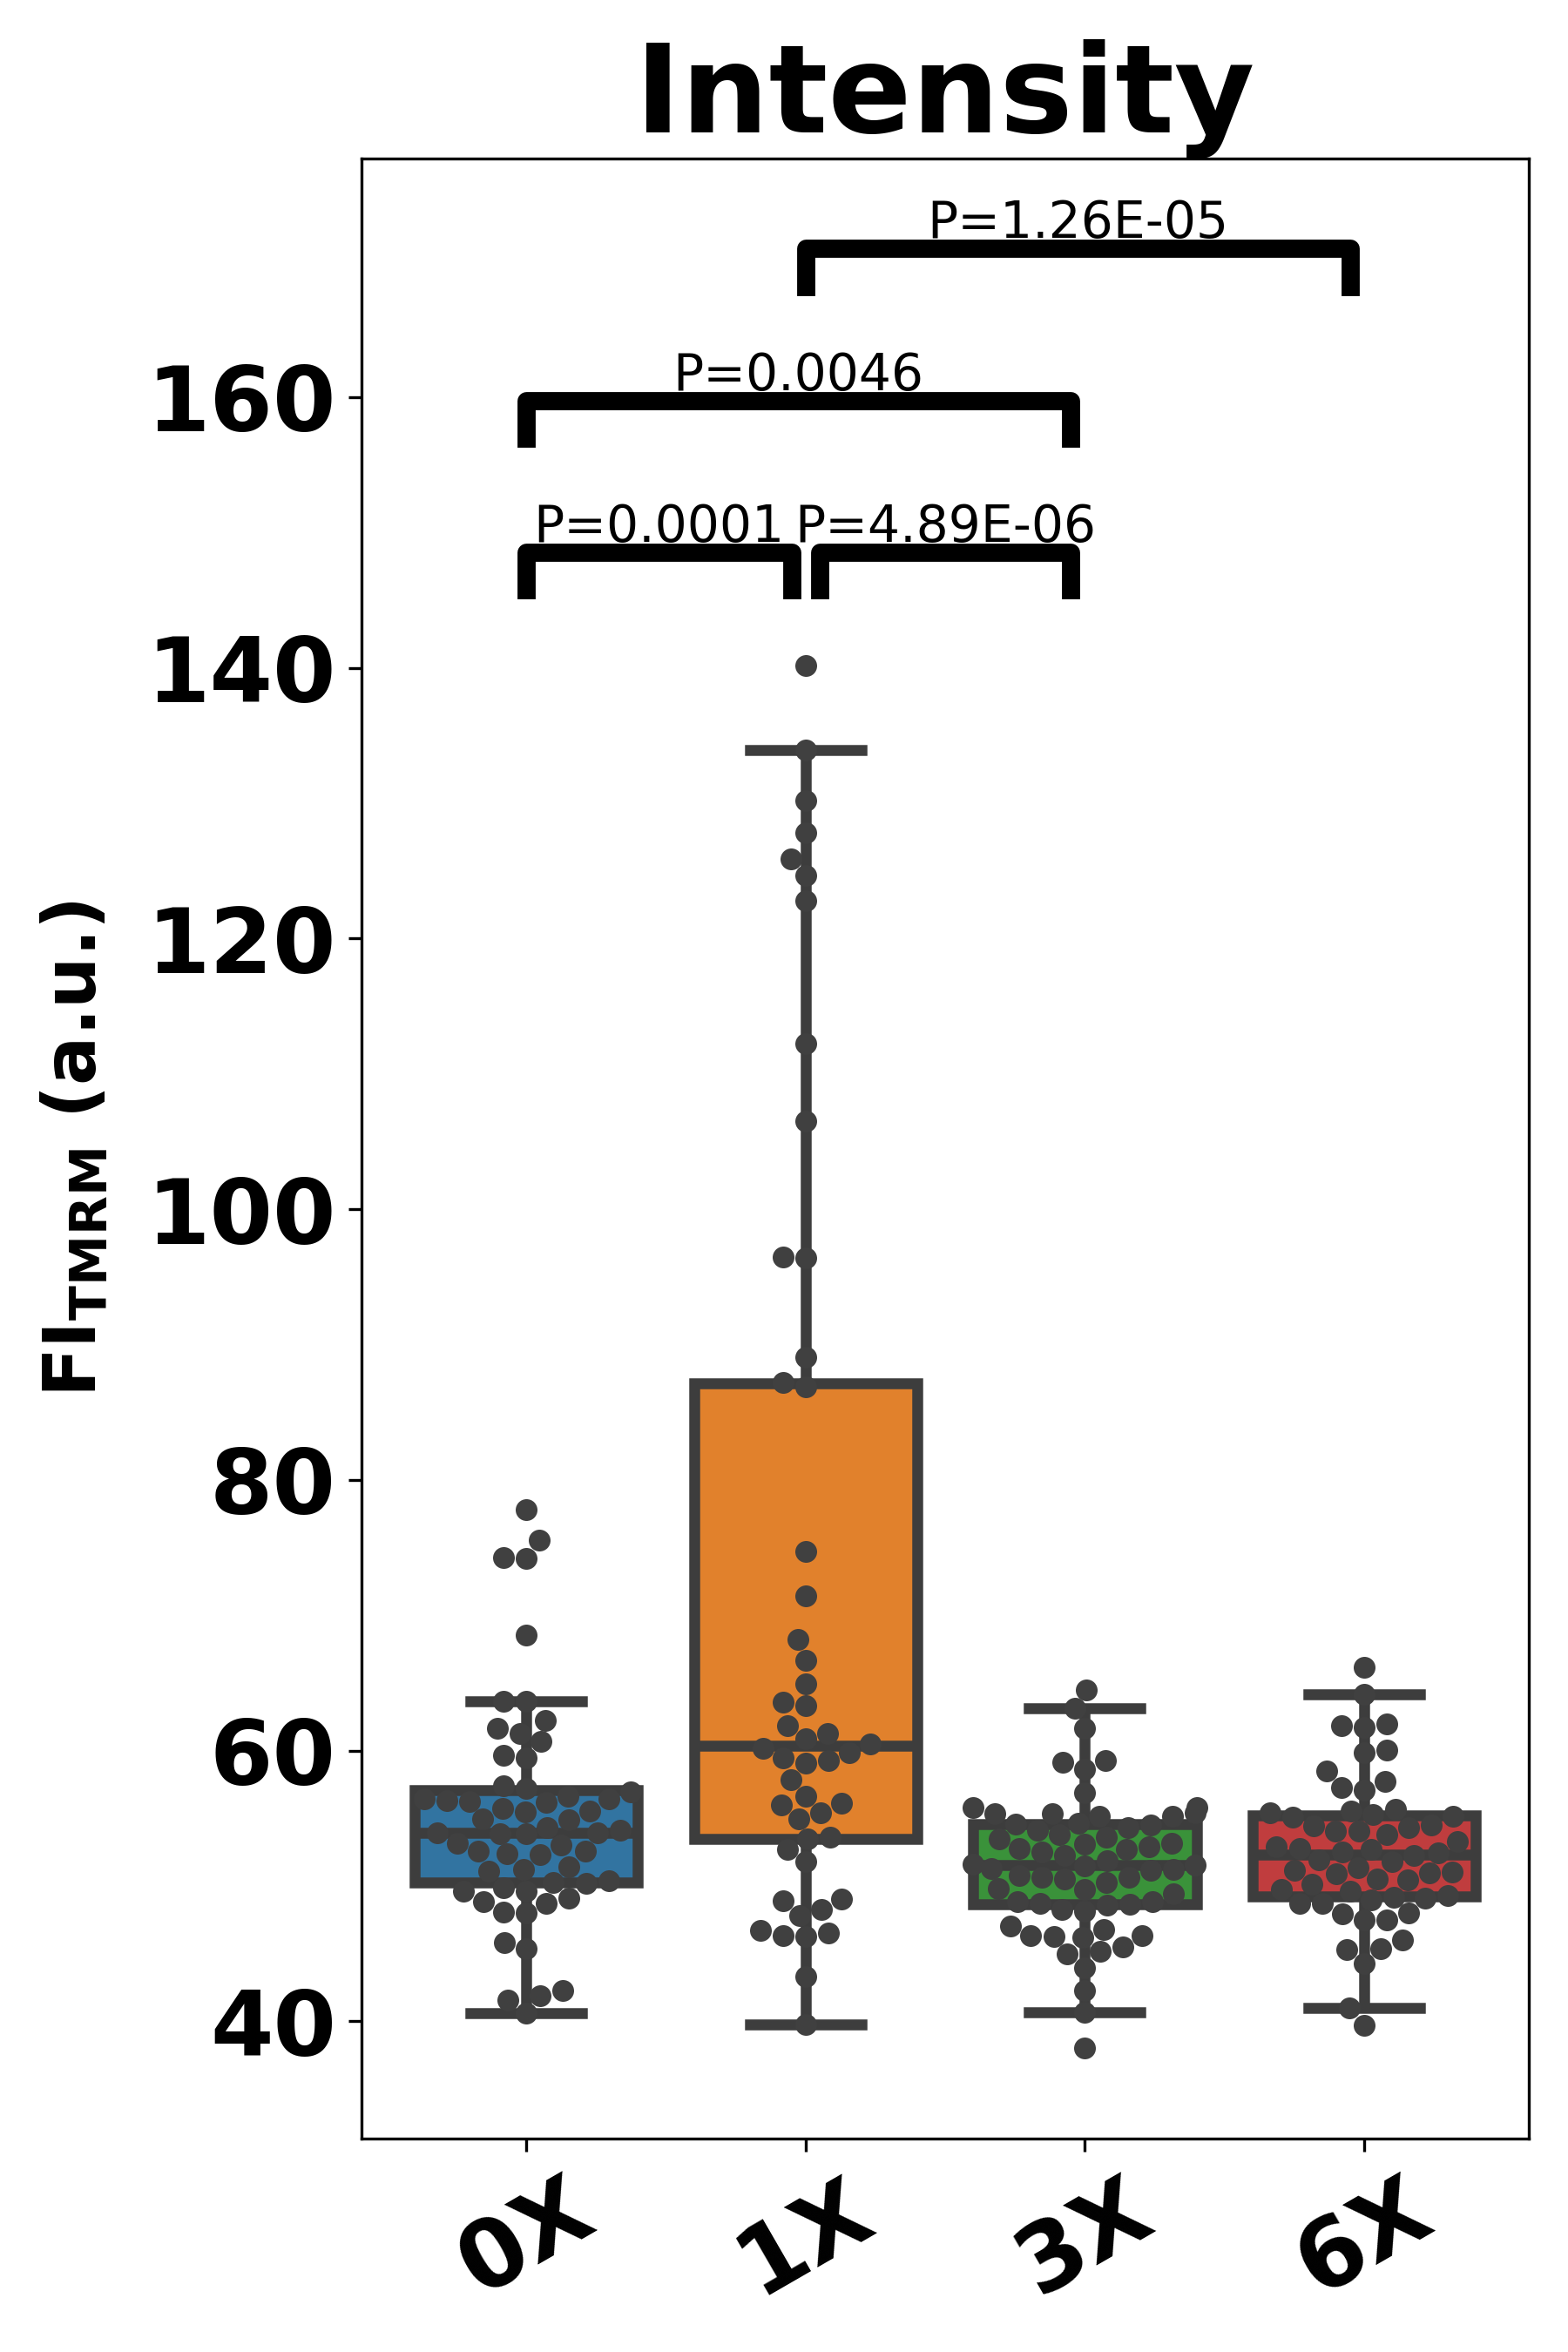 Intensity
P=1.26E-05
P=0.0046
P=0.0001 P=4.89E-06
160
140
120
100
80
60
40
FI_TMRM (a.u.)
0X 1X 3X 6X